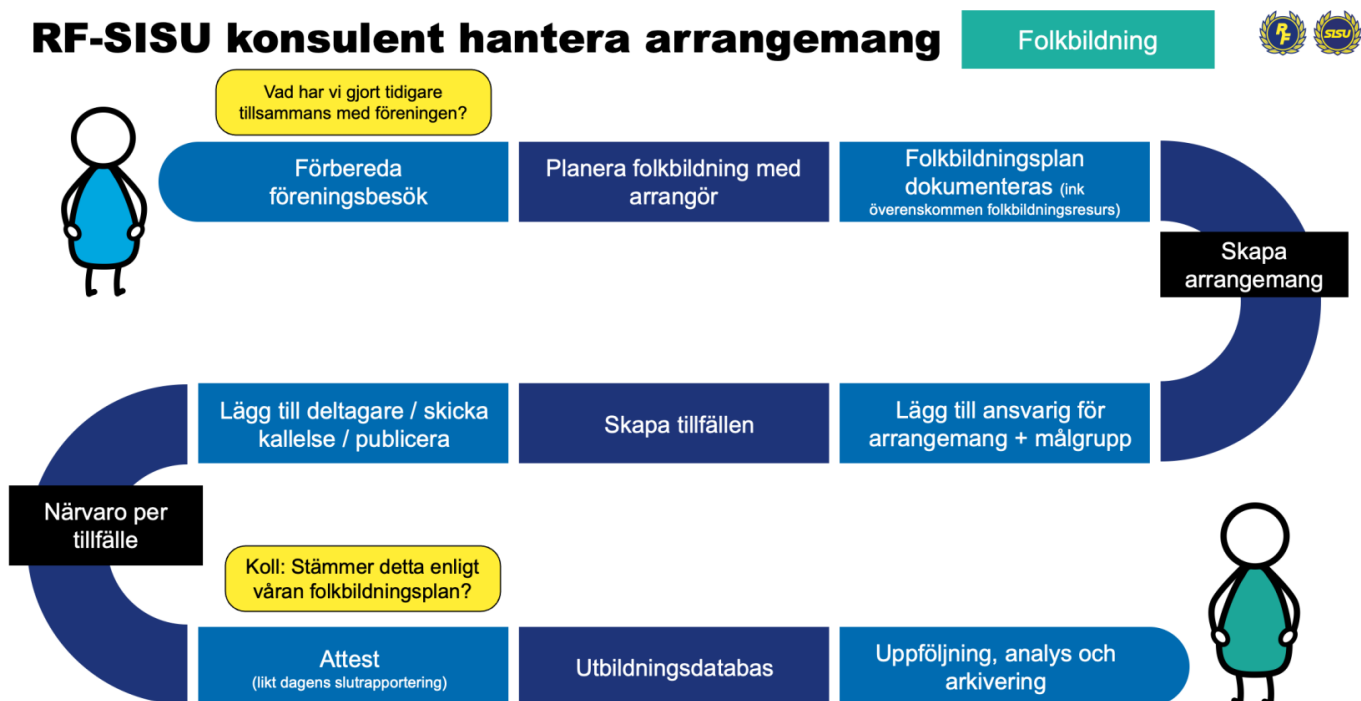 RF-SISU konsulent hantera arrangemang
Folkbildning
RF
SISU
Vad har vi gjort tidigare
tillsammans med föreningen?
Förbereda
föreningsbesök
Planera folkbildning med
arrangör
Folkbildningsplan
dokumenteras (ink
överenskommen folkbildningsresurs)
Skapa
arrangemang
Lägg till deltagare / skicka
kallelse / publicera
Skapa tillfällen
Lägg till ansvarig för
arrangemang + målgrupp
Närvaro per
tillfälle
Koll: Stämmer detta enligt
våran folkbildningsplan?
Attest
(likt dagens slutrapportering)
Utbildningsdatabas
Uppföljning, analys och
arkivering